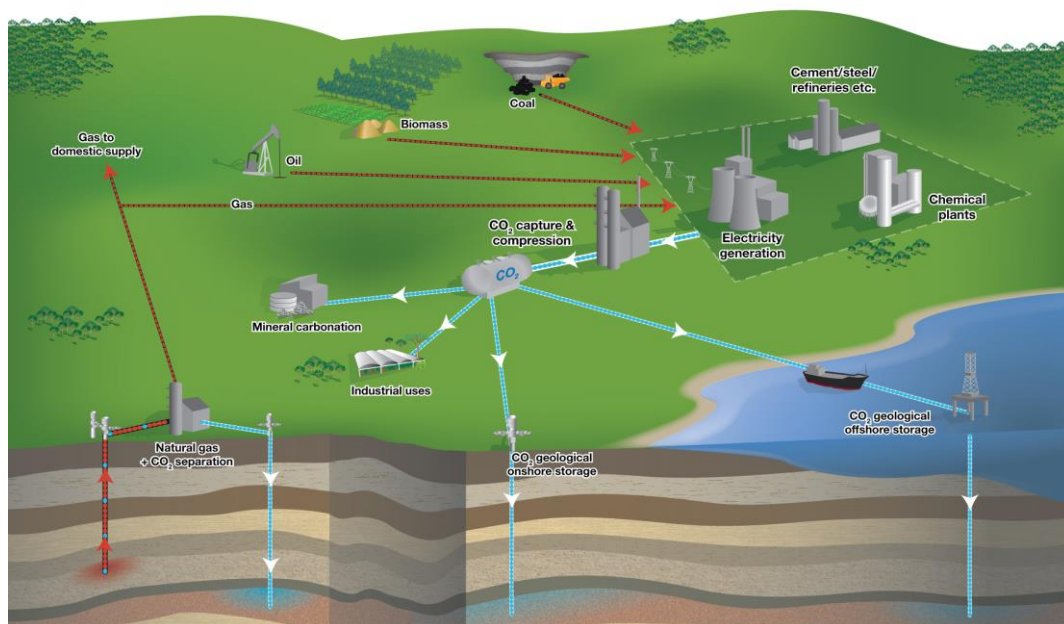 Cement/steel/
refineries etc.
Coal
Biomass
Gas to
domestic supply
Oil
Gas
Chemical
plants
CO₂ capture &
compression
Electricity
generation
CO₂
Mineral carbonation
Industrial uses
CO₂ geological
offshore storage
Natural gas
+ CO₂ separation
CO₂ geological
onshore storage